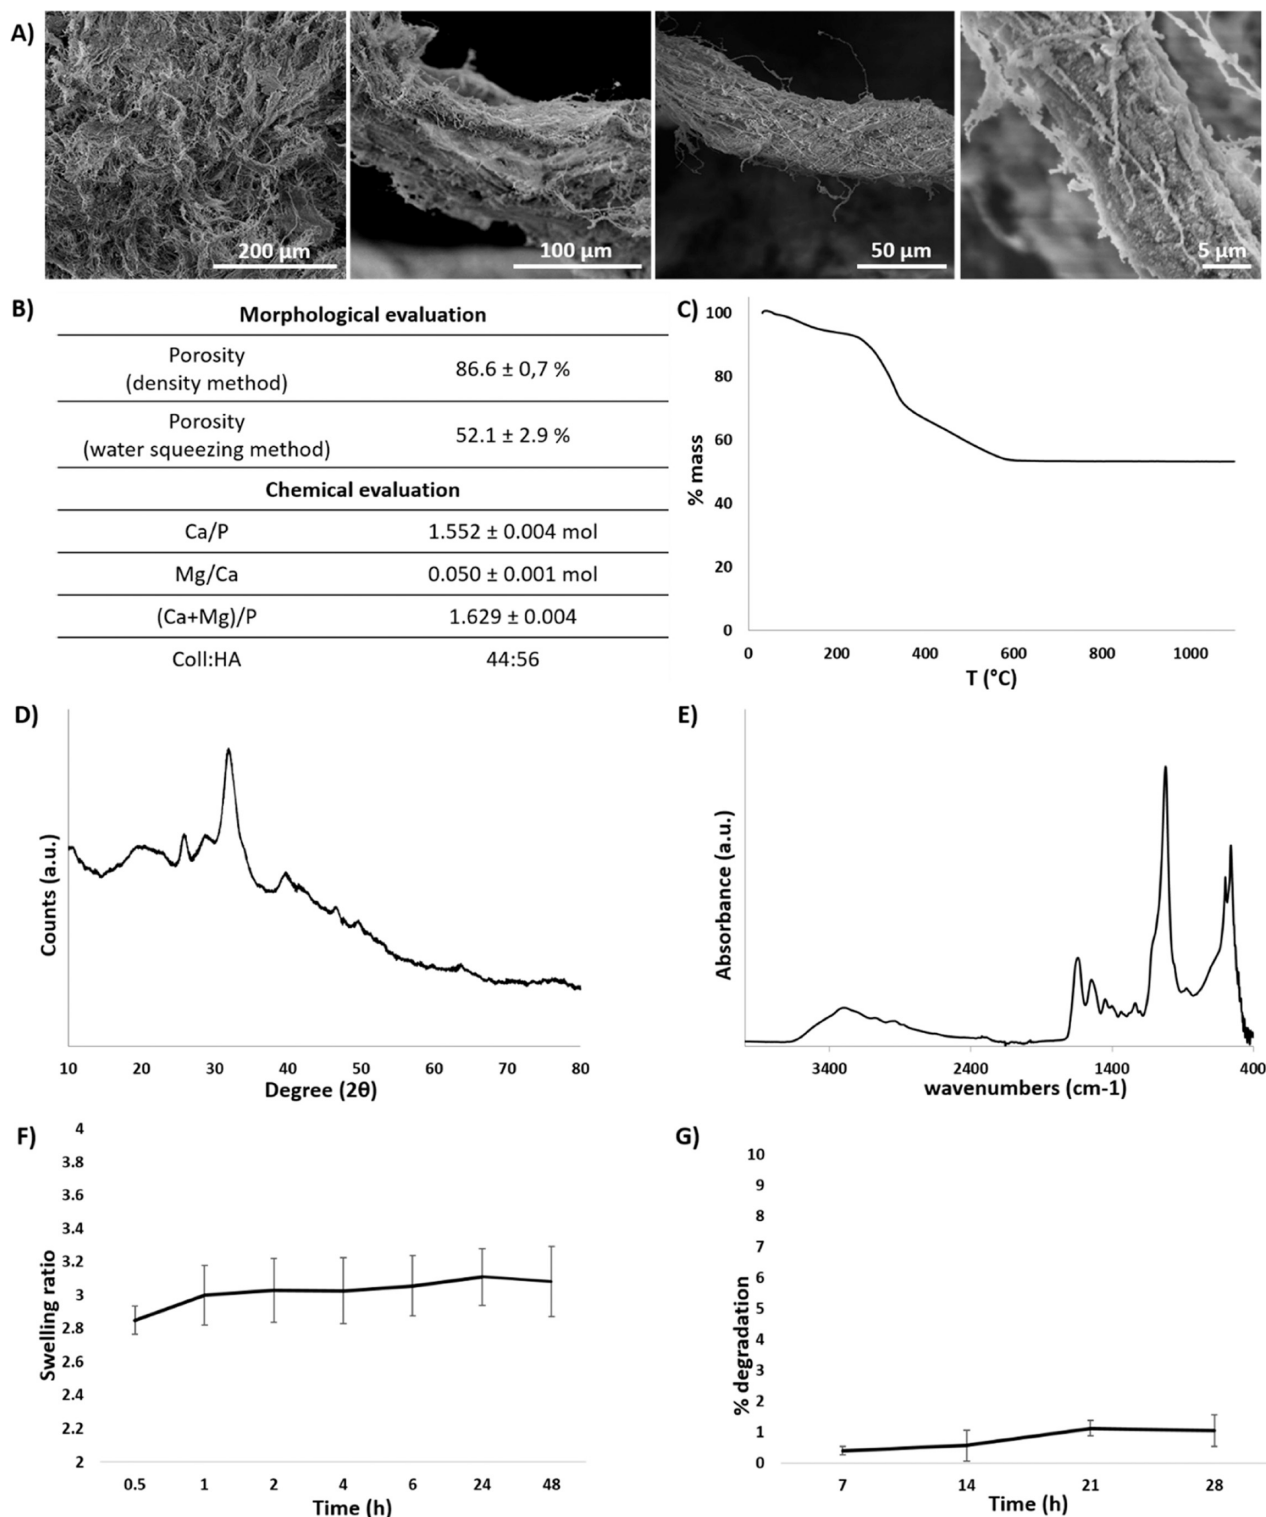 A)
200 μm
100 μm
50 μm
5 μm
B)
Morphological evaluation
Porosity
(density method)
86.6 ± 0,7 %
Porosity
(water squeezing method)
52.1 ± 2.9 %
Chemical evaluation
Ca/P
1.552 ± 0.004 mol
Mg/Ca
0.050 ± 0.001 mol
(Ca+Mg)/P
1.629 ± 0.004
Coll:HA
44:56
C)
% mass
100
80
60
40
20
0
0 200 400 600 800 1000
T (°C)
D)
Counts (a.u.)
10 20 30 40 50 60 70 80
Degree (2θ)
E)
Absorbance (a.u.)
3400 2400 1400 400
wavenumbers (cm-1)
F)
Swelling ratio
4
3.8
3.6
3.4
3.2
3
2.8
2.6
2.4
2.2
2
0.5 1 2 4 6 24 48
Time (h)
G)
% degradation
10
9
8
7
6
5
4
3
2
1
0
7 14 21 28
Time (h)